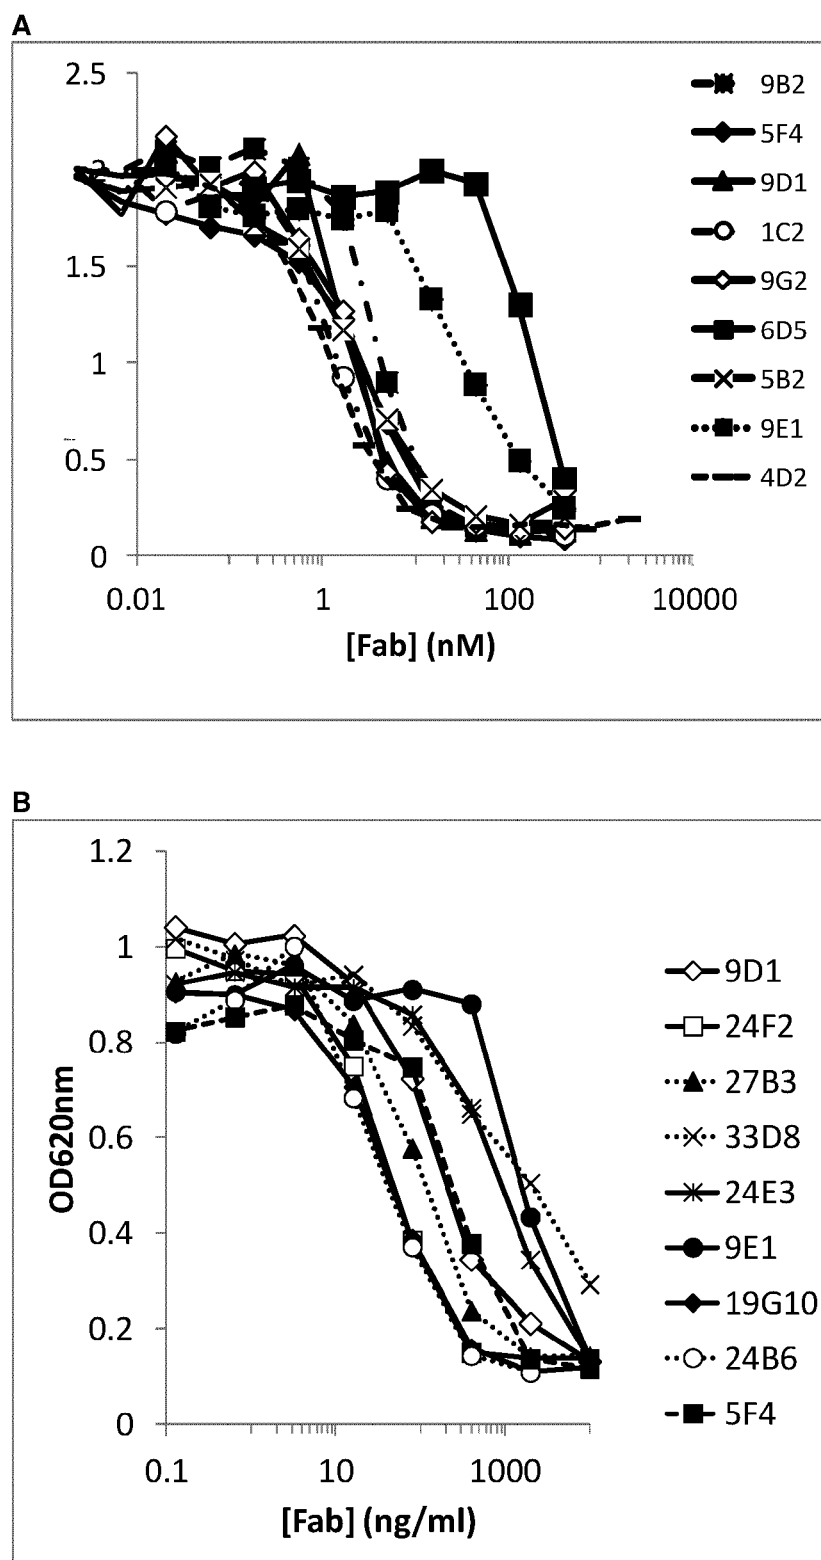 A
2.5
2
1.5
1
0.5
0
0.01
1
100
10000
[Fab] (nM)
9B2
5F4
9D1
1C2
9G2
6D5
5B2
9E1
4D2
B
1.2
1
0.8
0.6
0.4
0.2
0
OD620nm
0.1
10
1000
[Fab] (ng/ml)
9D1
24F2
27B3
33D8
24E3
9E1
19G10
24B6
5F4